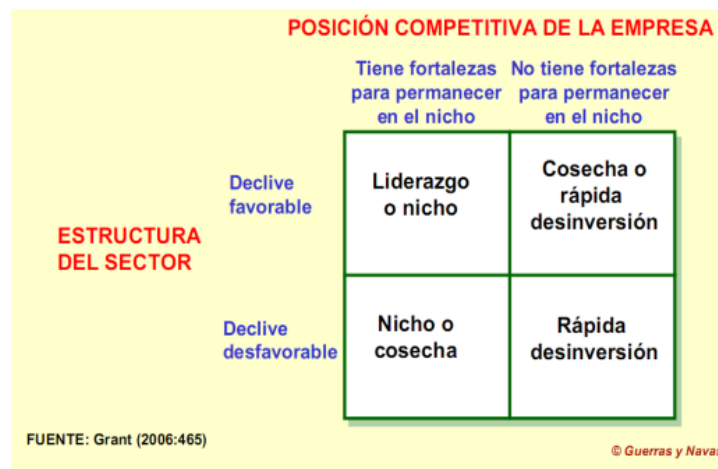 POSICIÓN COMPETITIVA DE LA EMPRESA
Tiene fortalezas
para permanecer
en el nicho
No tiene fortalezas
para permanecer
en el nicho
ESTRUCTURA
DEL SECTOR
Declive
favorable
Liderazgo
o nicho
Cosecha o
rápida
desinversión
Declive
desfavorable
Nicho o
cosecha
Rápida
desinversión
FUENTE: Grant (2006:465)
© Guerras y Navas